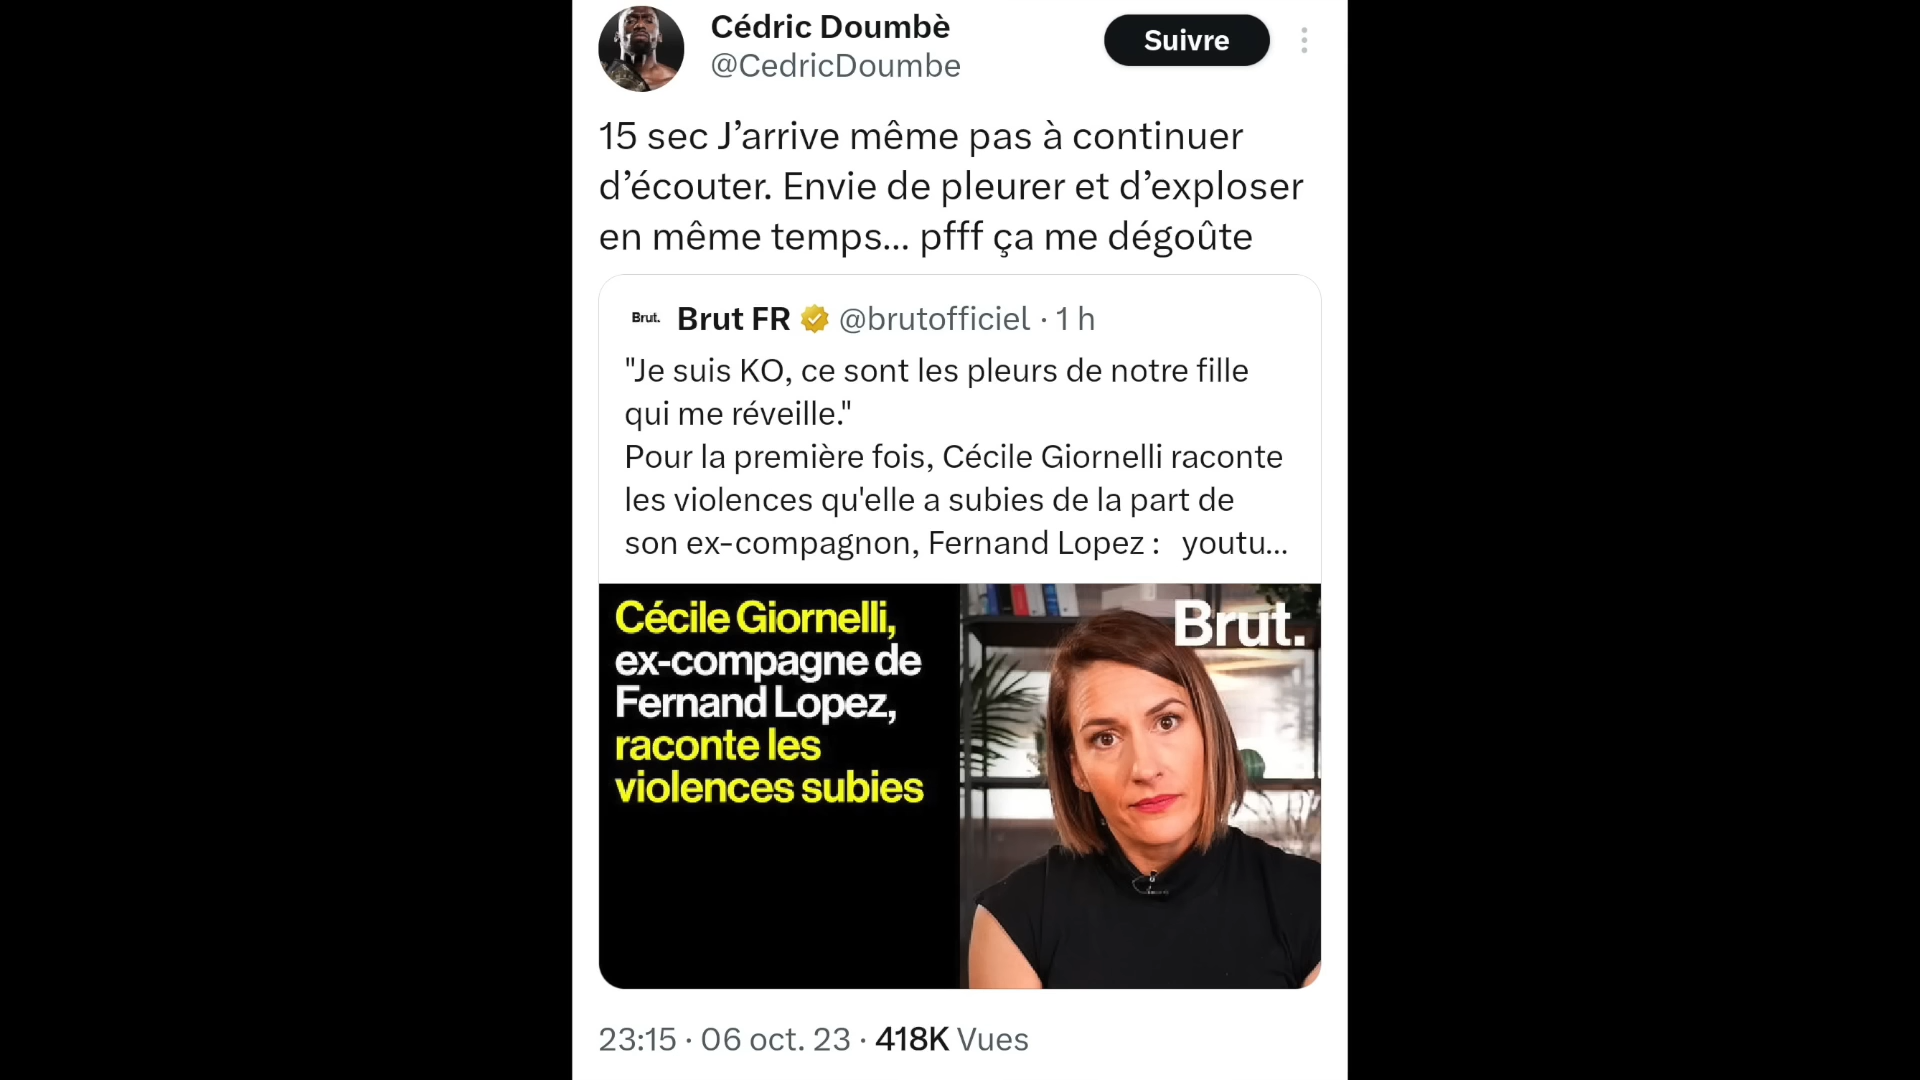 Cédric Doumbè
@CedricDoumbe
Suivre
15 sec J’arrive même pas à continuer
d’écouter. Envie de pleurer et d’exploser
en même temps... pfff ça me dégoûte
Brut. Brut FR @brutofficiel · 1 h
"Je suis KO, ce sont les pleurs de notre fille
qui me réveille."
Pour la première fois, Cécile Giornelli raconte
les violences qu'elle a subies de la part de
son ex-compagnon, Fernand Lopez : youtu...
Cécile Giornelli,
ex-compagne de
Fernand Lopez,
raconte les
violences subies
Brut.
23:15 · 06 oct. 23 · 418K Vues